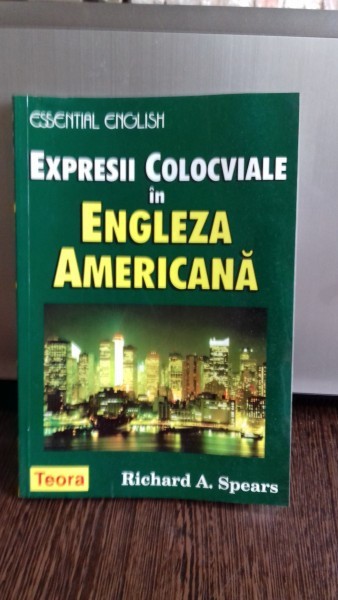 ESSENTIAL ENGLISH
EXPRESII COLOCVIALE
în
ENGLEZA
AMERICANĂ
Teora
Richard A. Spears